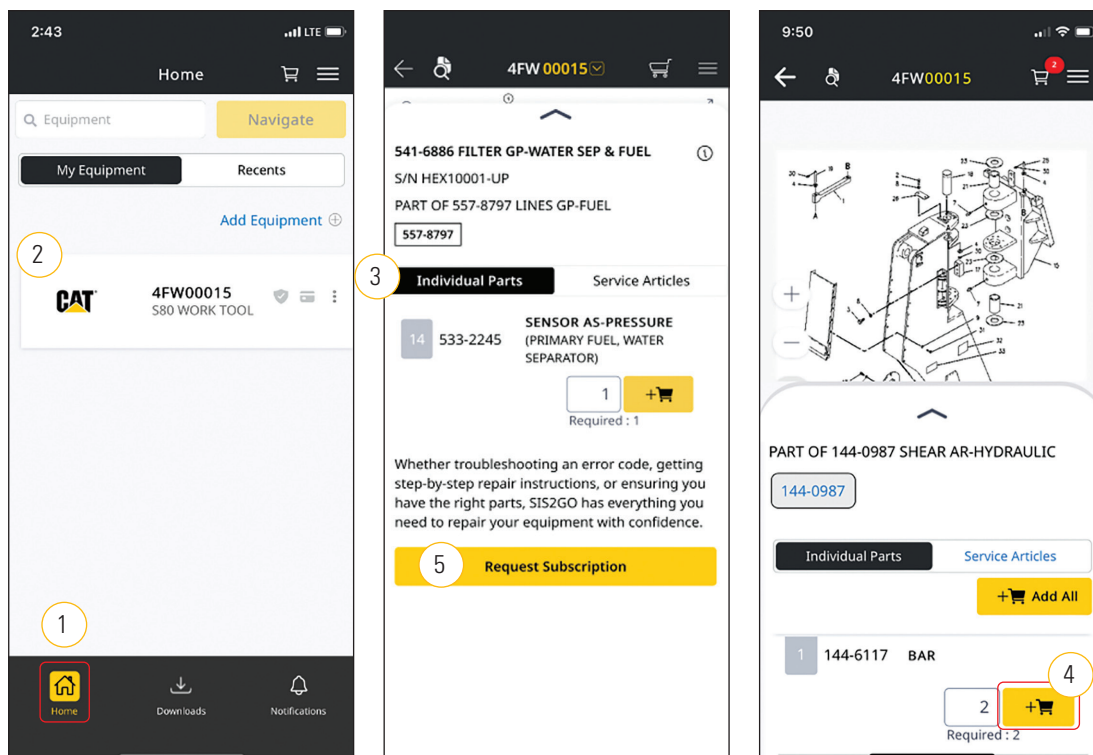 2:43
LTE
Home
Equipment
Navigate
My Equipment
Recents
Add Equipment
2
CAT
4FW00015
S80 WORK TOOL
1
Home
Downloads
Notifications
4FW 00015
541-6886 FILTER GP-WATER SEP & FUEL
S/N HEX10001-UP
PART OF 557-8797 LINES GP-FUEL
557-8797
3
Individual Parts
Service Articles
14
533-2245
SENSOR AS-PRESSURE
(PRIMARY FUEL, WATER
SEPARATOR)
1
+
Required : 1
Whether troubleshooting an error code, getting
step-by-step repair instructions, or ensuring you
have the right parts, SIS2GO has everything you
need to repair your equipment with confidence.
5
Request Subscription
9:50
4FW00015
2
PART OF 144-0987 SHEAR AR-HYDRAULIC
144-0987
Individual Parts
Service Articles
+ Add All
1
144-6117
BAR
4
2
+
Required : 2